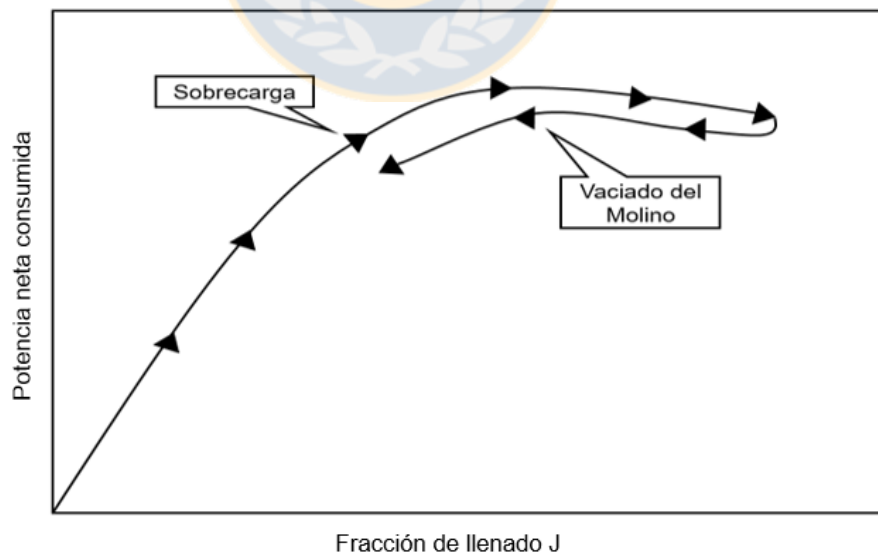 Sobrecarga
Vaciado del
Molino
Potencia neta consumida
Fracción de llenado J